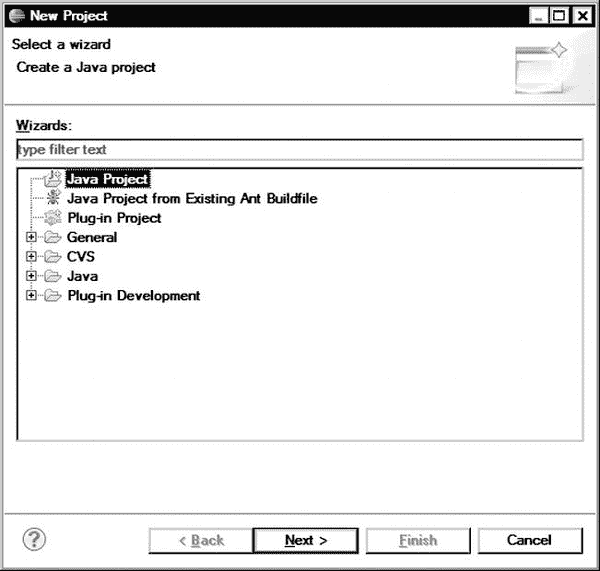 New Project
Select a wizard
Create a Java project
Wizards:
type filter text
Java Project
Java Project from Existing Ant Buildfile
Plug-in Project
General
CVS
Java
Plug-in Development
? < Back Next > Finish Cancel